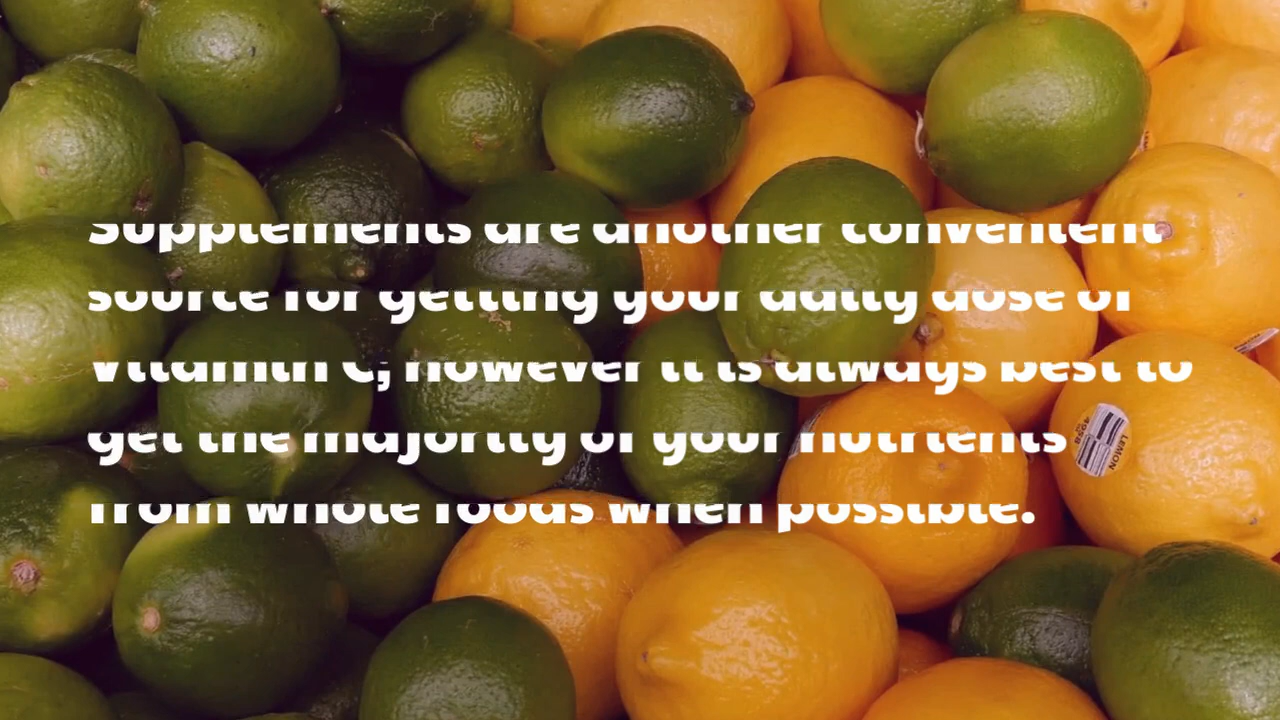 Supplements are another convenient
source for getting your daily dose of
Vitamin C, however it is always best to
get the majority of your nutrients
from whole foods when possible.
LEMON
4958